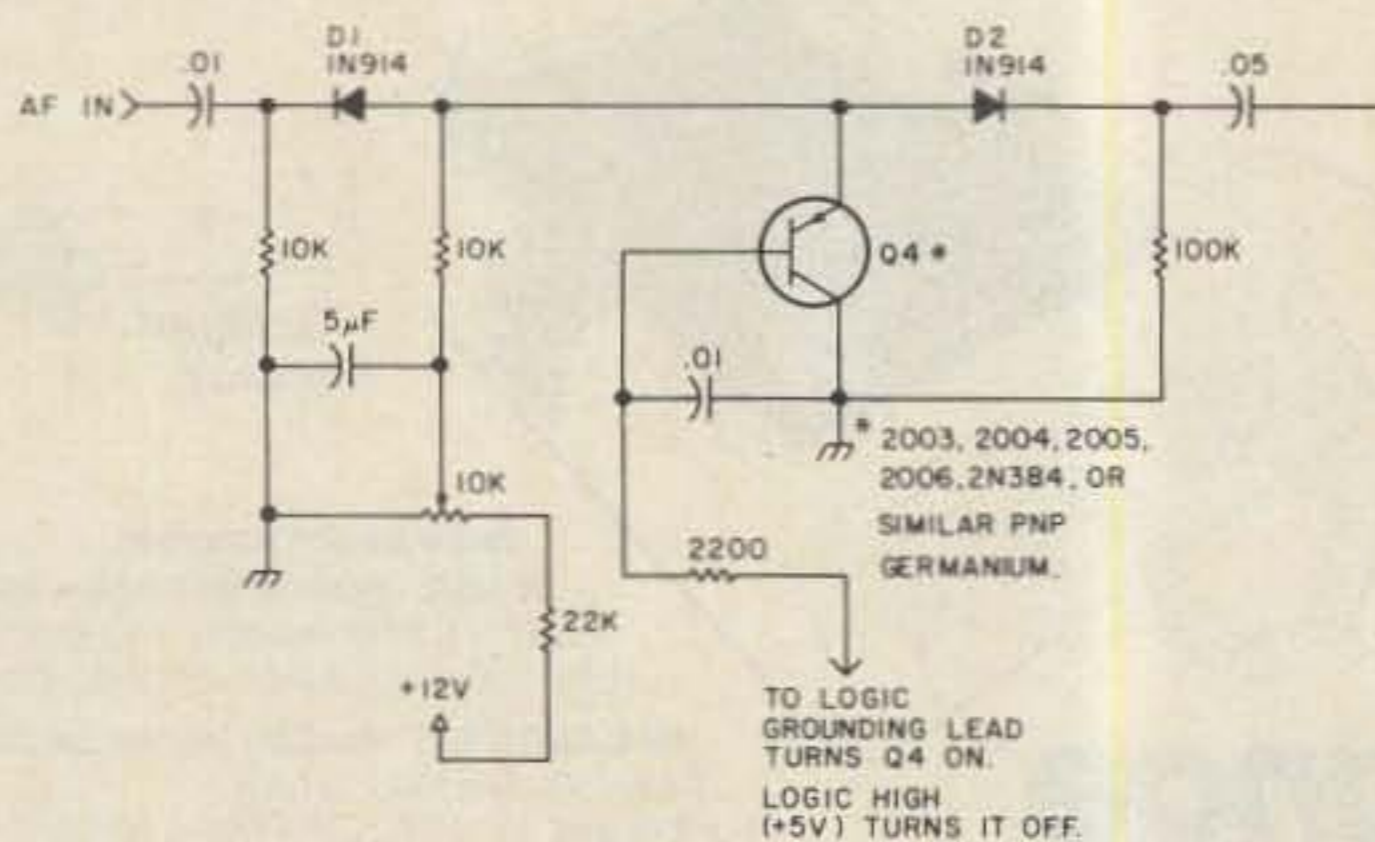 D1
1N914
D2
1N914
.01
.05
AF IN
10K
10K
Q4 *
100K
5µF
.01
10K
* 2003, 2004, 2005,
2006, 2N384, OR
SIMILAR PNP
GERMANIUM.
2200
22K
+12V
TO LOGIC
GROUNDING LEAD
TURNS Q4 ON.
LOGIC HIGH
(+5V) TURNS IT OFF.